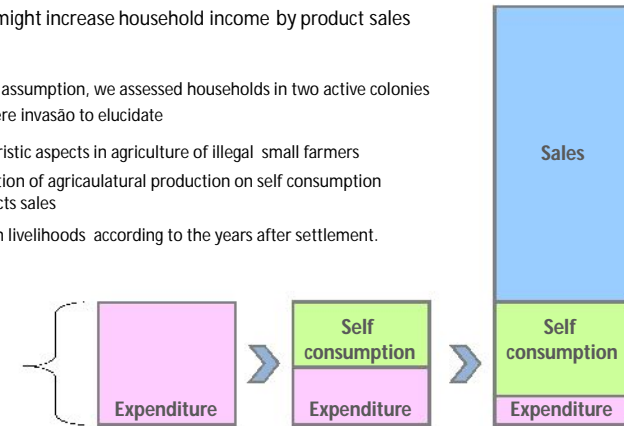 might increase household income by product sales
assumption, we assessed households in two active colonies
ere invasão to elucidate
ristic aspects in agriculture of illegal small farmers
tion of agricaulatural production on self consumption
cts sales
livelihoods according to the years after settlement.
Sales
Self
consumption
Self
consumption
Expenditure
Expenditure
Expenditure